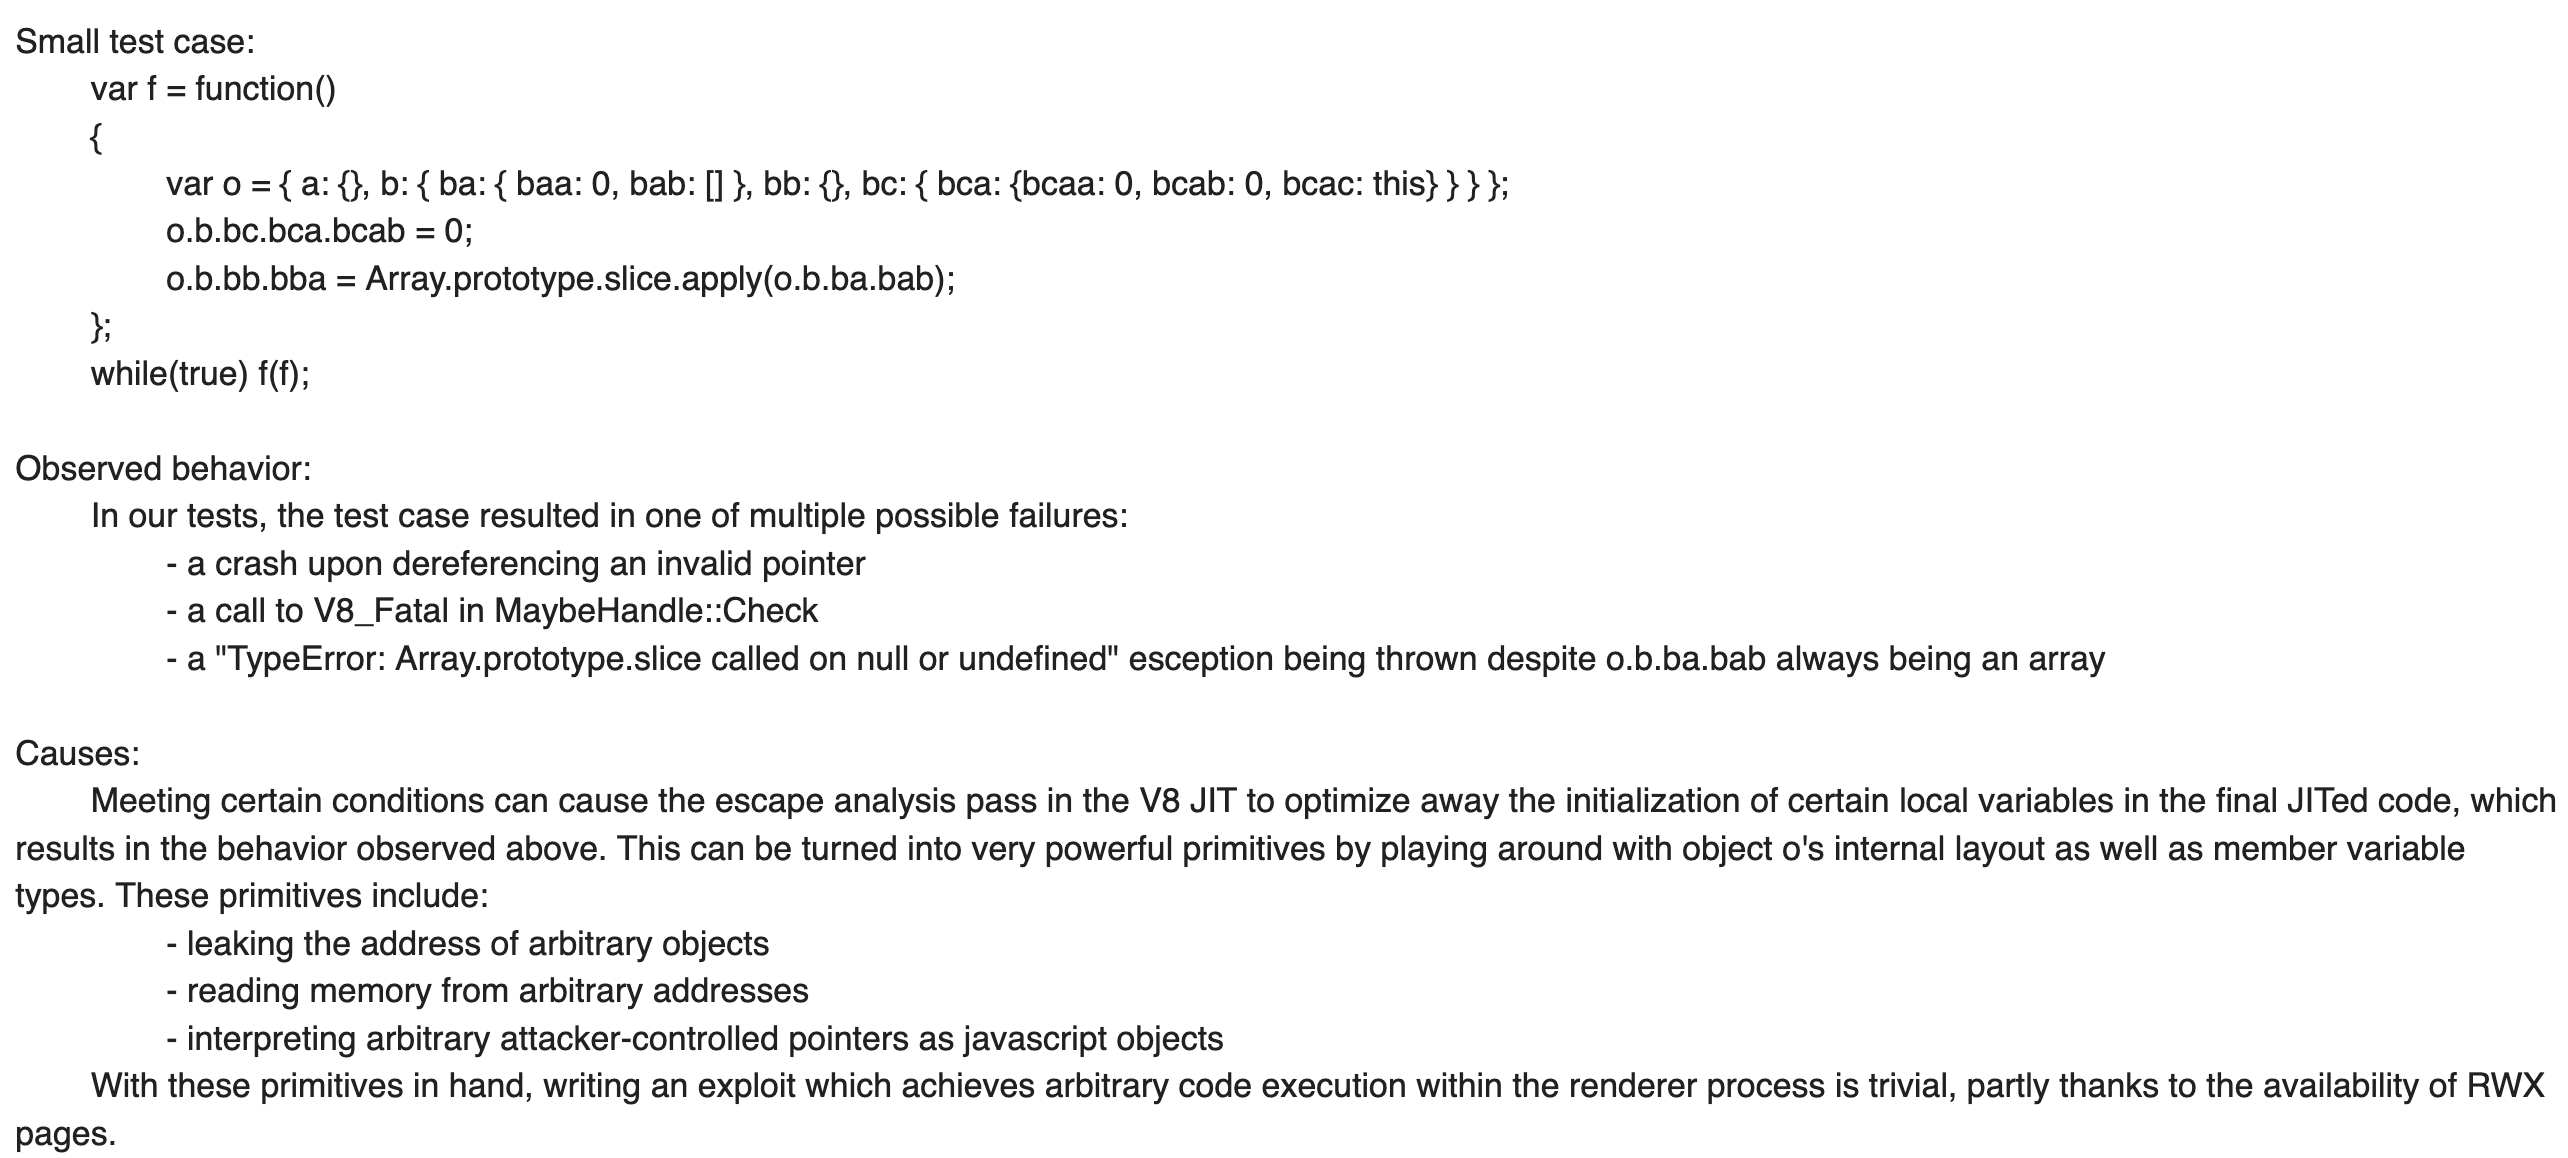 Small test case:
var f = function()
{
var o = { a: {}, b: { ba: { baa: 0, bab: [] }, bb: {}, bc: { bca: {bcaa: 0, bcab: 0, bcac: this} } } };
o.b.bc.bca.bcab = 0;
o.b.bb.bba = Array.prototype.slice.apply(o.b.ba.bab);
};
while(true) f(f);
Observed behavior:
In our tests, the test case resulted in one of multiple possible failures:
- a crash upon dereferencing an invalid pointer
- a call to V8_Fatal in MaybeHandle::Check
- a "TypeError: Array.prototype.slice called on null or undefined" esception being thrown despite o.b.ba.bab always being an array
Causes:
Meeting certain conditions can cause the escape analysis pass in the V8 JIT to optimize away the initialization of certain local variables in the final JITed code, which
results in the behavior observed above. This can be turned into very powerful primitives by playing around with object o's internal layout as well as member variable
types. These primitives include:
- leaking the address of arbitrary objects
- reading memory from arbitrary addresses
- interpreting arbitrary attacker-controlled pointers as javascript objects
With these primitives in hand, writing an exploit which achieves arbitrary code execution within the renderer process is trivial, partly thanks to the availability of RWX
pages.